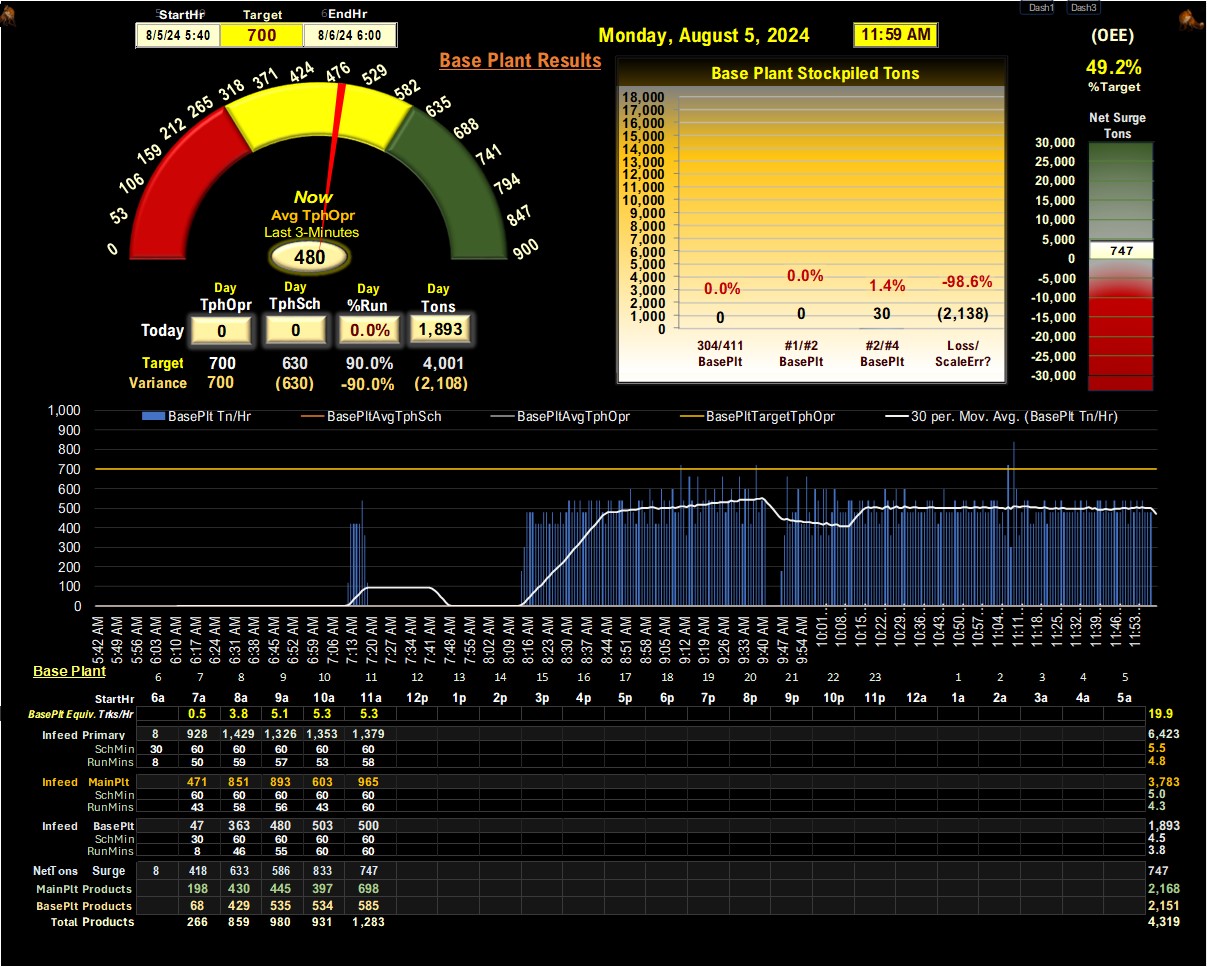 StartHr Target EndHr
8/5/24 5:40 700 8/6/24 6:00
Monday, August 5, 2024 11:59 AM
Dash1 Dash3
(OEE)
49.2%
%Target
Base Plant Results
0 53 106 159 212 265 318 371 424 476 529 582 635 688 741 794 847 900
Now
Avg TphOpr
Last 3-Minutes
480
Day Day Day Day
TphOpr TphSch %Run Tons
Today 0 0 0.0% 1,893
Target 700 630 90.0% 4,001
Variance 700 (630) -90.0% (2,108)
Base Plant Stockpiled Tons
18,000
17,000
16,000
15,000
14,000
13,000
12,000
11,000
10,000
9,000
8,000
7,000
6,000
5,000
4,000
3,000
2,000
1,000
0
0.0% 0.0% 1.4% -98.6%
0 0 30 (2,138)
304/411 #1/#2 #2/#4 Loss/
BasePlt BasePlt BasePlt ScaleErr?
Net Surge
Tons
30,000
25,000
20,000
15,000
10,000
5,000
747
0
-5,000
-10,000
-15,000
-20,000
-25,000
-30,000
BasePlt Tn/Hr BasePltAvgTphSch BasePltAvgTphOpr BasePltTargetTphOpr 30 per. Mov. Avg. (BasePlt Tn/Hr)
1,000
900
800
700
600
500
400
300
200
100
0
5:42 AM 5:49 AM 5:56 AM 6:03 AM 6:10 AM 6:17 AM 6:24 AM 6:31 AM 6:38 AM 6:45 AM 6:52 AM 6:59 AM 7:06 AM 7:13 AM 7:20 AM 7:27 AM 7:34 AM 7:41 AM 7:48 AM 7:55 AM 8:02 AM 8:09 AM 8:16 AM 8:23 AM 8:30 AM 8:37 AM 8:44 AM 8:51 AM 8:58 AM 9:05 AM 9:12 AM 9:19 AM 9:26 AM 9:33 AM 9:40 AM 9:47 AM 9:54 AM 10:01... 10:08... 10:15... 10:22... 10:29... 10:36... 10:43... 10:50... 10:57... 11:04... 11:11... 11:18... 11:25... 11:32... 11:39... 11:46... 11:53...
Base Plant 6 7 8 9 10 11 12 13 14 15 16 17 18 19 20 21 22 23 1 2 3 4 5
StartHr 6a 7a 8a 9a 10a 11a 12p 1p 2p 3p 4p 5p 6p 7p 8p 9p 10p 11p 12a 1a 2a 3a 4a 5a
BasePlt Equiv. Trks/Hr 0.5 3.8 5.1 5.3 5.3 19.9
Infeed Primary 8 928 1,429 1,326 1,353 1,379 6,423
SchMin 30 60 60 60 60 60 5.5
RunMins 8 50 59 57 53 58 4.8
Infeed MainPlt 471 851 893 603 965 3,783
SchMin 60 60 60 60 60 5.0
RunMins 43 58 56 43 60 4.3
Infeed BasePlt 47 363 480 503 500 1,893
SchMin 30 60 60 60 60 4.5
RunMins 8 46 55 60 60 3.8
NetTons Surge 8 418 633 586 833 747 747
MainPlt Products 198 430 445 397 698 2,168
BasePlt Products 68 429 535 534 585 2,151
Total Products 266 859 980 931 1,283 4,319